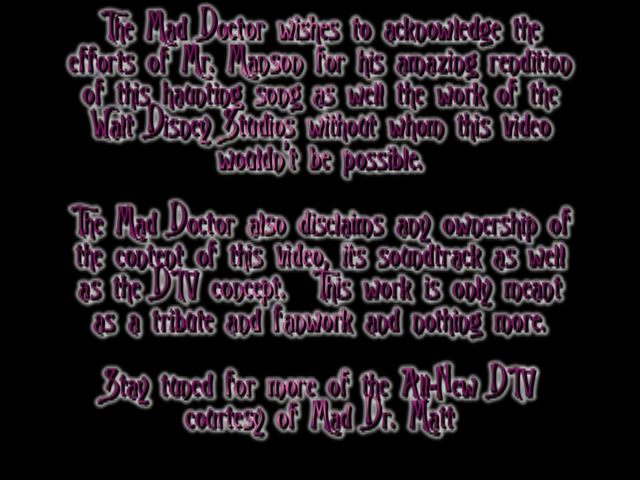 The Mad Doctor wishes to acknowledge the
efforts of Mr. Manson for his amazing rendition
of this haunting song as well the work of the
Walt Disney Studios without whom this video
wouldn't be possible.
The Mad Doctor also disclaims any ownership of
the content of this video, its soundtrack as well
as the DTV concept. This work is only meant
as a tribute and fanwork and nothing more.
Stay tuned for more of the All-New DTV
courtesy of Mad Dr. Matt